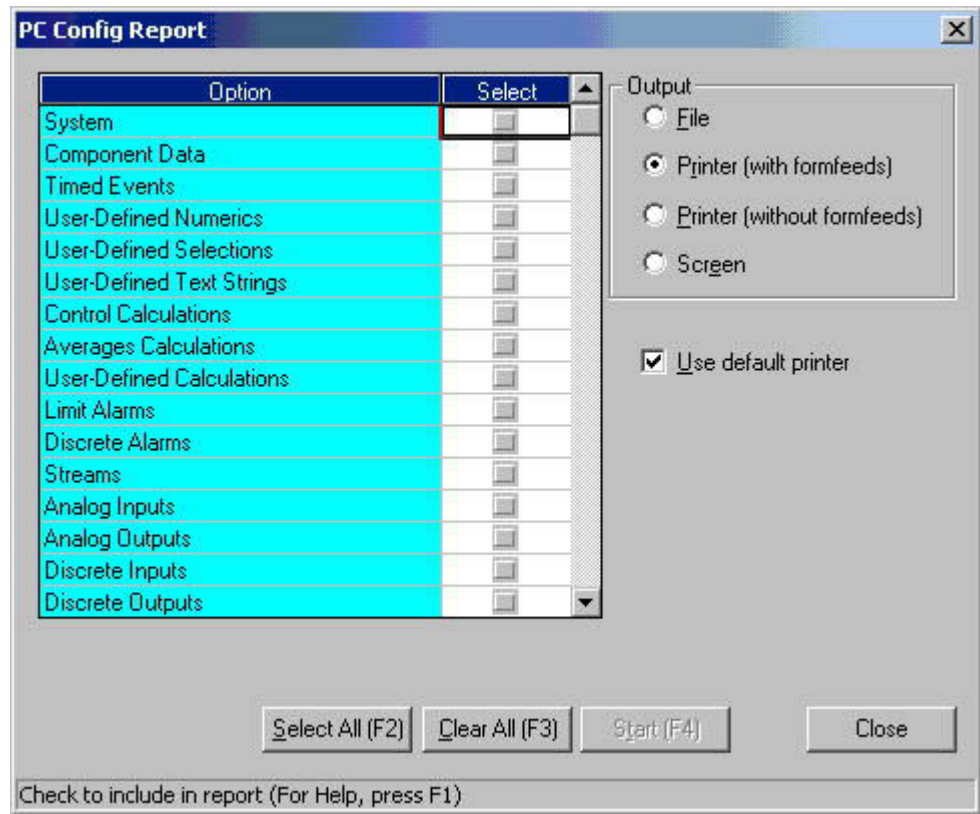 PC Config Report
Option Select
System
Component Data
Timed Events
User-Defined Numerics
User-Defined Selections
User-Defined Text Strings
Control Calculations
Averages Calculations
User-Defined Calculations
Limit Alarms
Discrete Alarms
Streams
Analog Inputs
Analog Outputs
Discrete Inputs
Discrete Outputs
Output
File
Printer (with formfeeds)
Printer (without formfeeds)
Screen
Use default printer
Select All (F2) Clear All (F3) Start (F4) Close
Check to include in report (For Help, press F1)